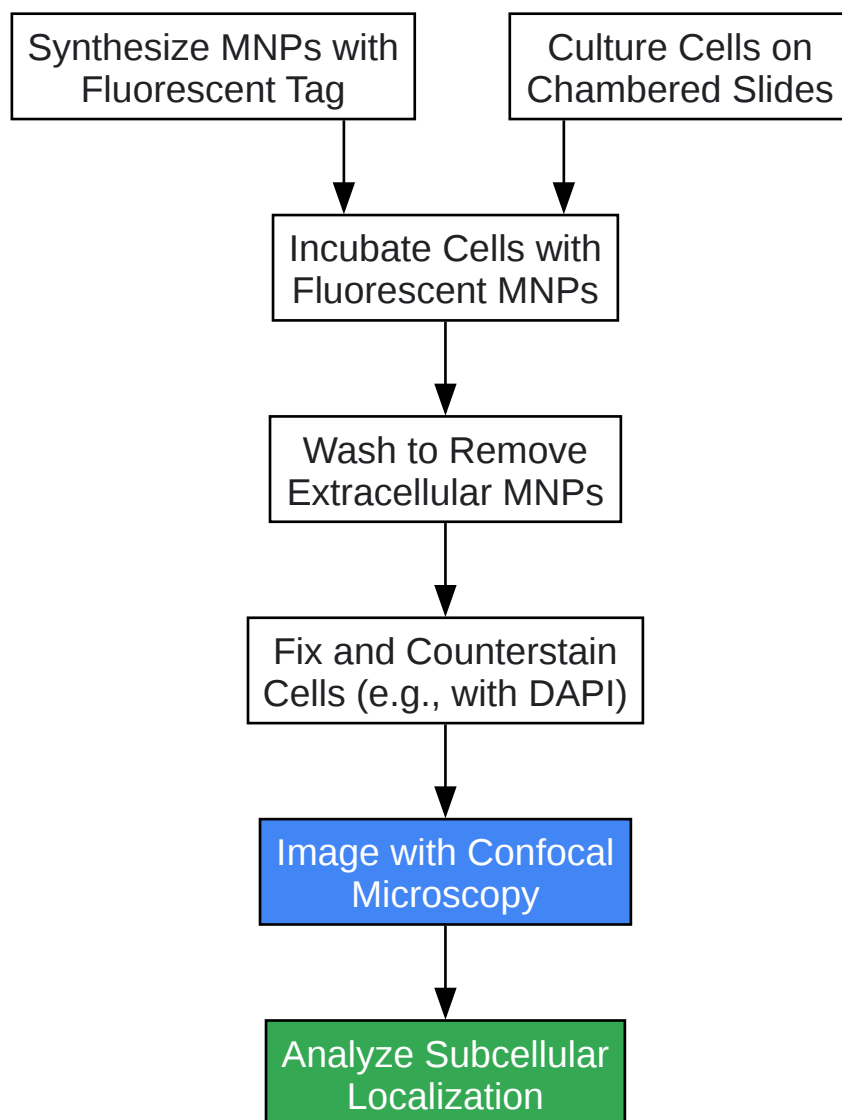 Synthesize MNPs with
Fluorescent Tag
Culture Cells on
Chambered Slides
Incubate Cells with
Fluorescent MNPs
Wash to Remove
Extracellular MNPs
Fix and Counterstain
Cells (e.g., with DAPI)
Image with Confocal
Microscopy
Analyze Subcellular
Localization